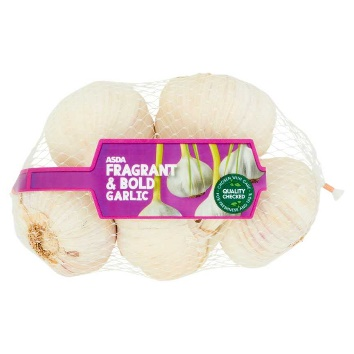 ASDA
FRAGRANT
& BOLD
GARLIC
QUALITY
CHECKED